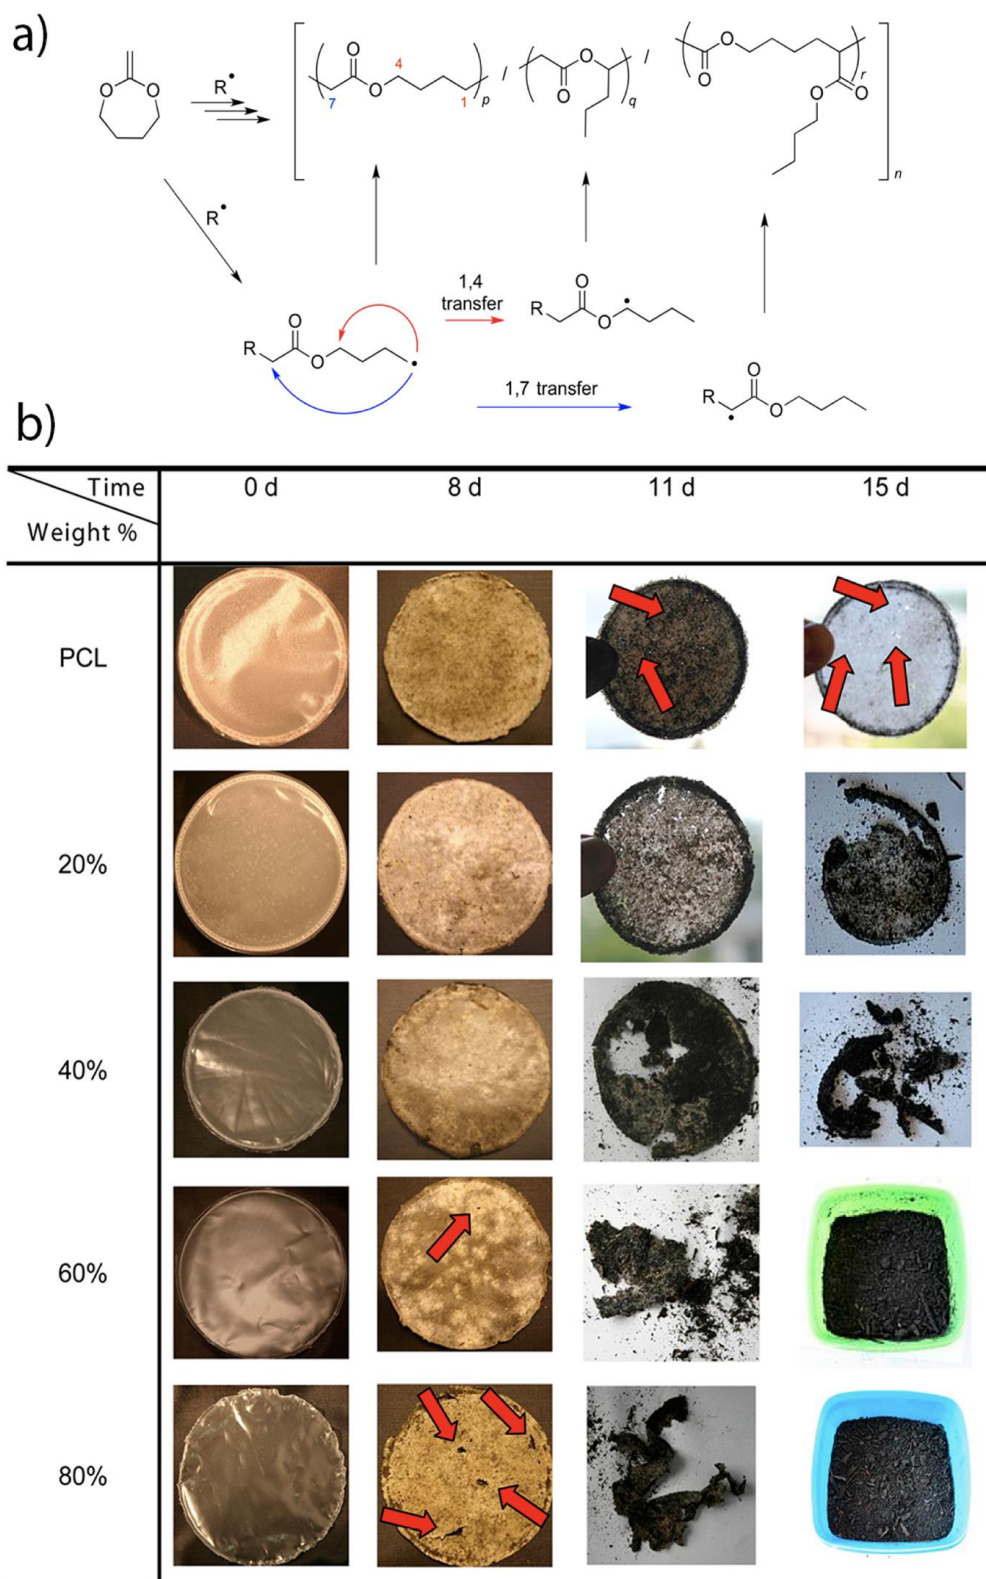 a)
R•
O O
O
O
4
7
1
p
/
O
O
q
/
O
O
r
O
O
n
R•
R
O
O
1,4
transfer
R
O
O
1,7 transfer
R
O
O
b)
Time
Weight %
0 d
8 d
11 d
15 d
PCL
20%
40%
60%
80%